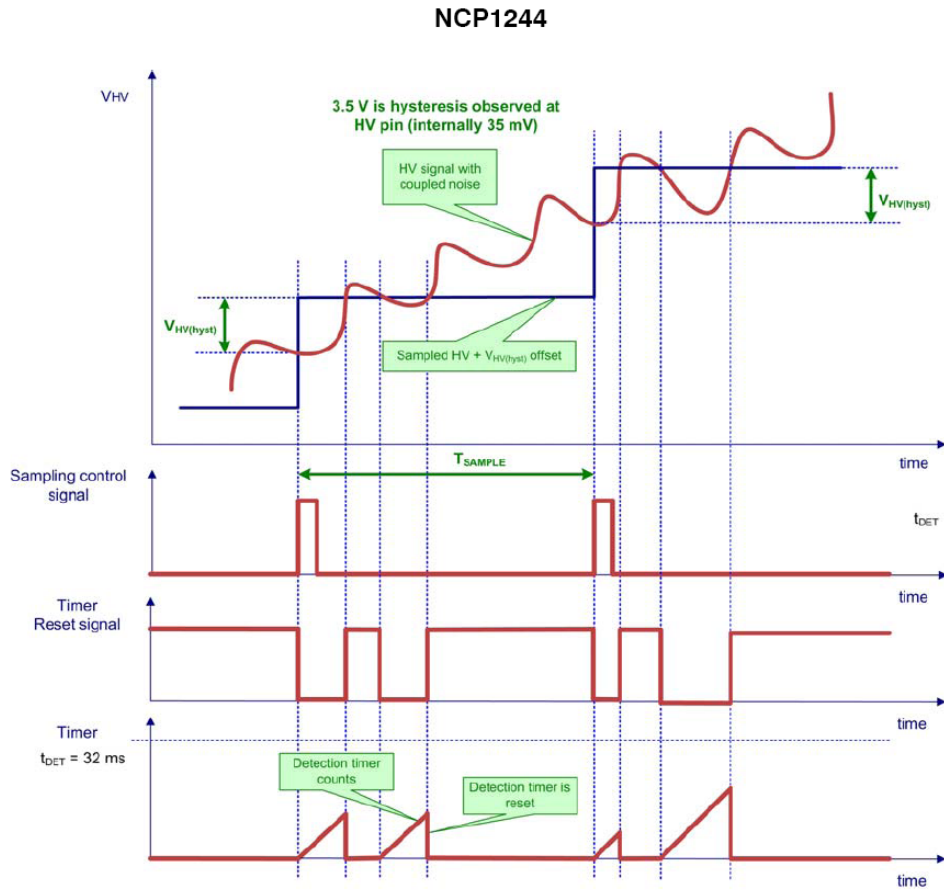 NCP1244
VHV
3.5 V is hysteresis observed at
HV pin (internally 35 mV)
HV signal with
coupled noise
VHV(hyst)
VHV(hyst)
Sampled HV + VHV(hyst) offset
time
TSAMPLE
Sampling control
signal
tDET
time
Timer
Reset signal
time
Timer
tDET = 32 ms
Detection timer
counts
Detection timer is
reset
time